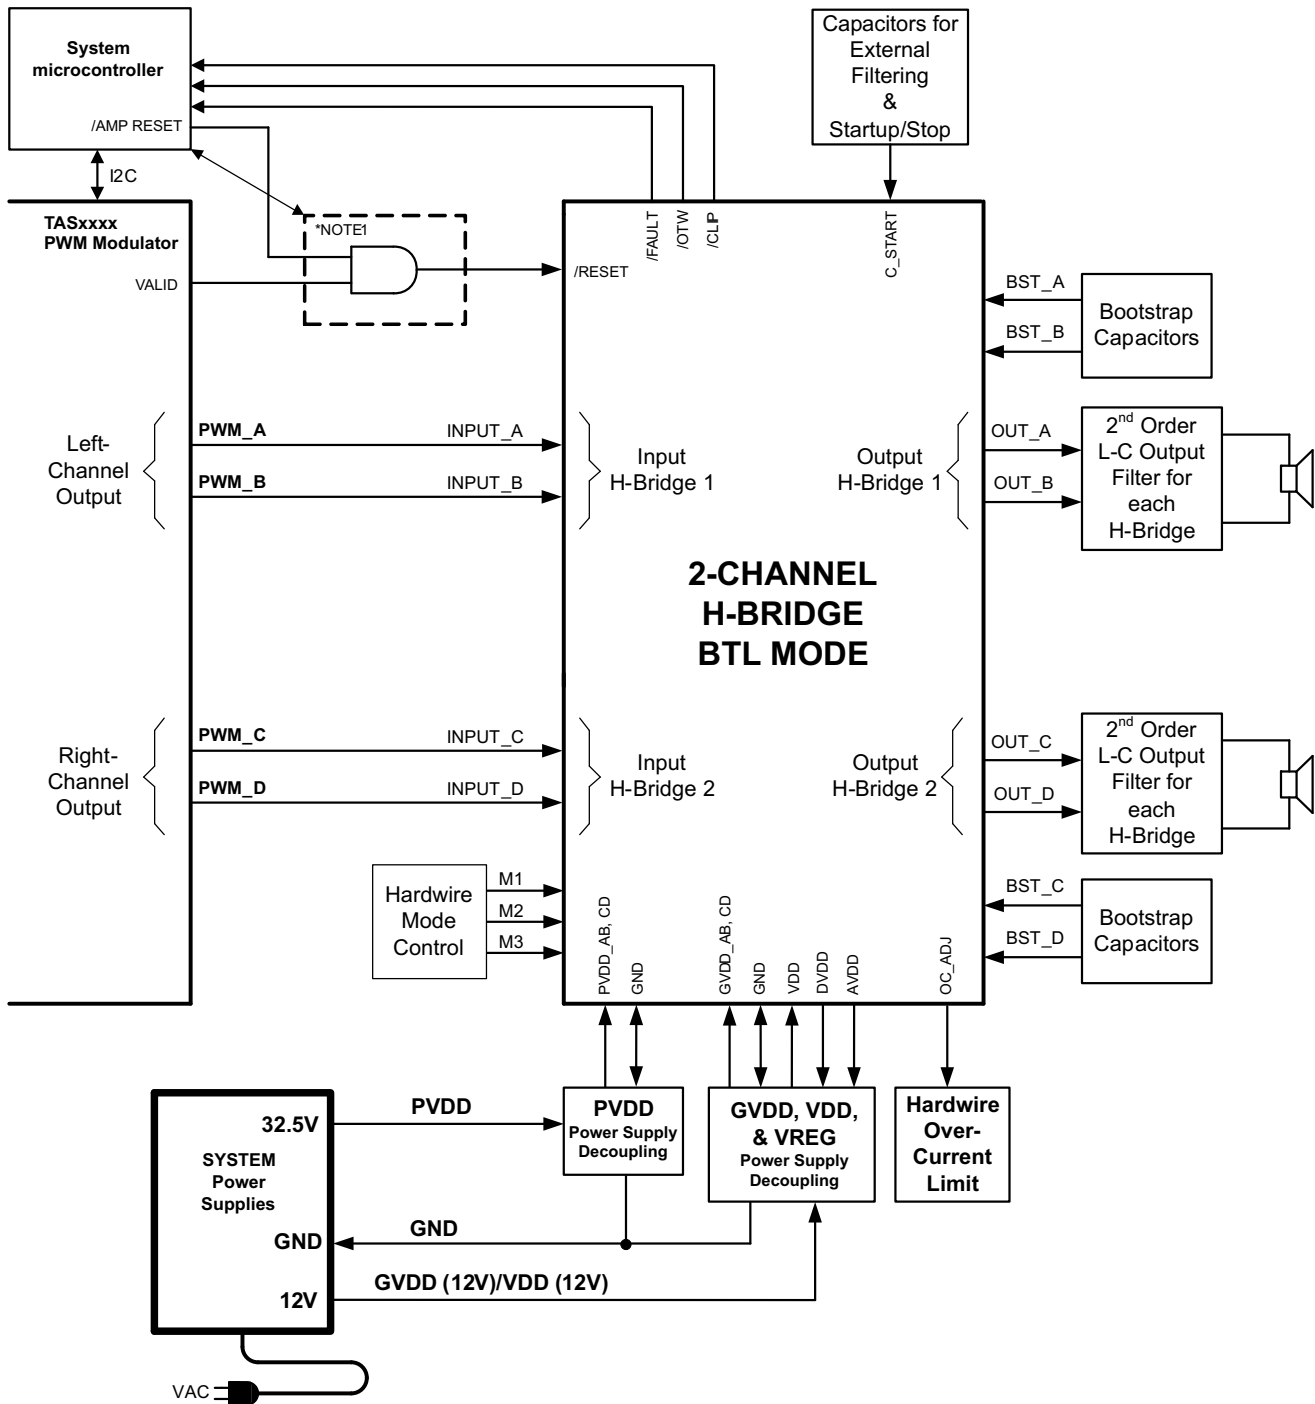 System
microcontroller
/AMP RESET
I2C
TASxxxx
PWM Modulator
VALID
*NOTE1
/RESET
/FAULT
/OTW
/CLIP
Capacitors for
External
Filtering
&
Startup/Stop
C_START
BST_A
BST_B
Bootstrap
Capacitors
Left-
Channel
Output
PWM_A
PWM_B
INPUT_A
INPUT_B
Input
H-Bridge 1
Output
H-Bridge 1
OUT_A
OUT_B
2nd Order
L-C Output
Filter for
each
H-Bridge
2-CHANNEL
H-BRIDGE
BTL MODE
Right-
Channel
Output
PWM_C
PWM_D
INPUT_C
INPUT_D
Input
H-Bridge 2
Output
H-Bridge 2
OUT_C
OUT_D
2nd Order
L-C Output
Filter for
each
H-Bridge
Hardwire
Mode
Control
M1
M2
M3
BST_C
BST_D
Bootstrap
Capacitors
PVDD_AB, CD
GND
GVDD_AB, CD
GND
VDD
DVDD
AVDD
OC_ADJ
32.5V
SYSTEM
Power
Supplies
GND
12V
PVDD
PVDD
Power Supply
Decoupling
GVDD, VDD,
& VREG
Power Supply
Decoupling
Hardwire
Over-
Current
Limit
GND
GVDD (12V)/VDD (12V)
VAC